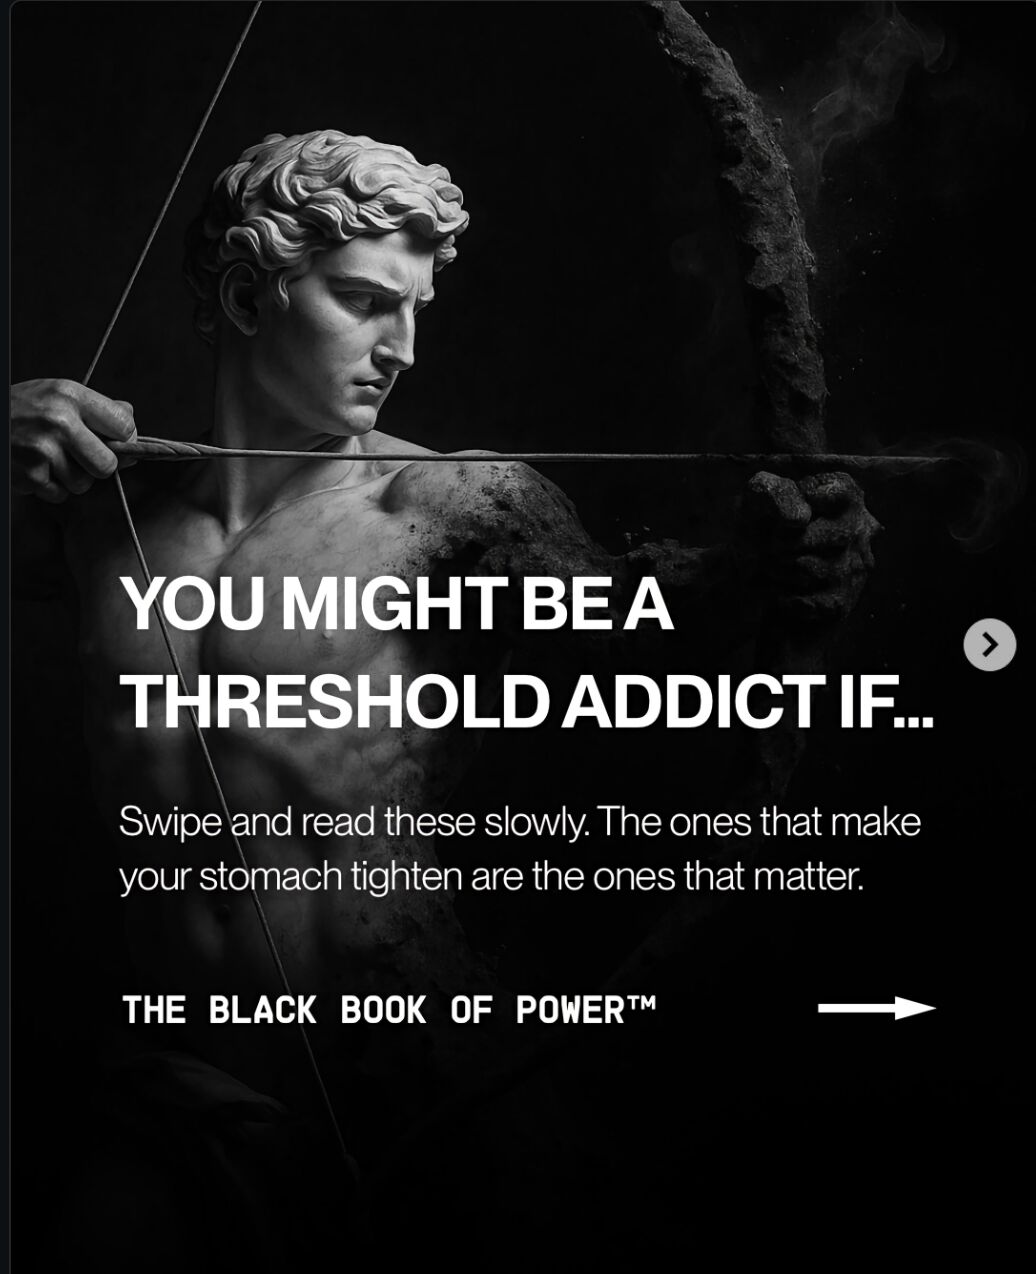 YOU MIGHT BE A
THRESHOLD ADDICT IF...
Swipe and read these slowly. The ones that make
your stomach tighten are the ones that matter.
THE BLACK BOOK OF POWER™